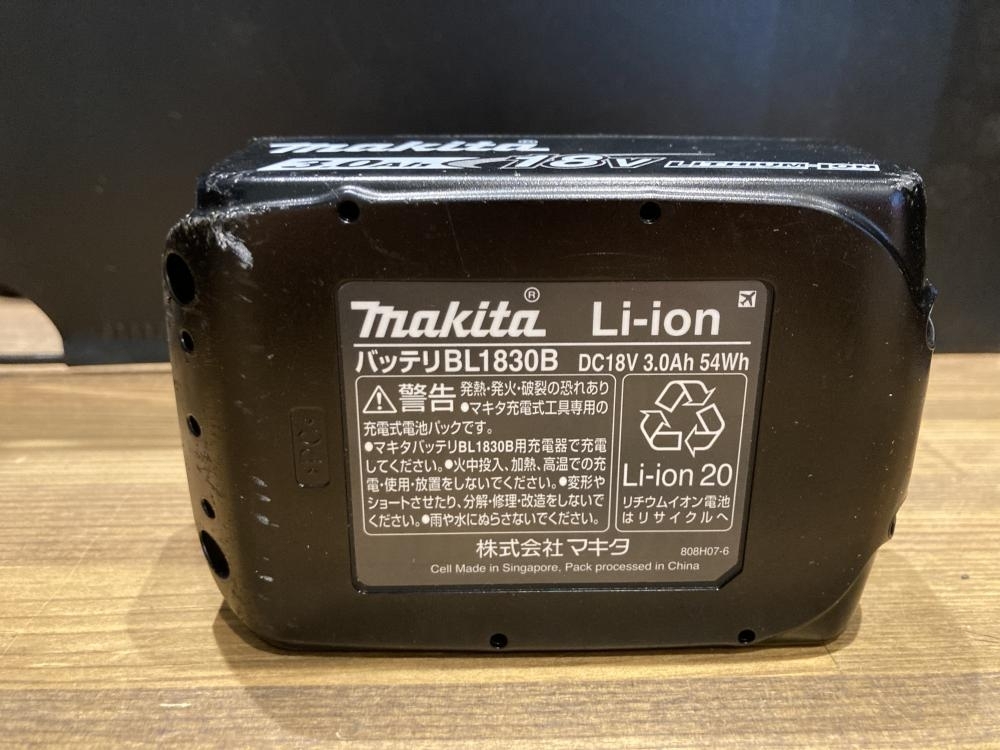 makita®
3.0Ah 18V LITHIUM-ION
makita® Li-ion
バッテリBL1830B DC18V 3.0Ah 54Wh
警告 発熱・発火・破裂の恐れあり
●マキタ充電式工具専用の
充電式電池パックです。
●マキタバッテリBL1830B用充電器で充電
してください。●火中投入、加熱、高温での充
電・使用・放置をしないでください。●変形や
ショートさせたり、分解・修理・改造をしないで
ください。●雨や水にぬらさないでください。
Li-ion 20
リチウムイオン電池
はリサイクルへ
株式会社マキタ 808H07-6
Cell Made in Singapore, Pack processed in China